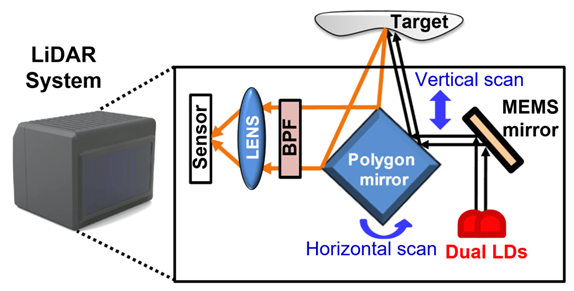 Target
LiDAR
System
Vertical scan
MEMS
mirror
Sensor
LENS
BPF
Polygon
mirror
Horizontal scan
Dual LDs